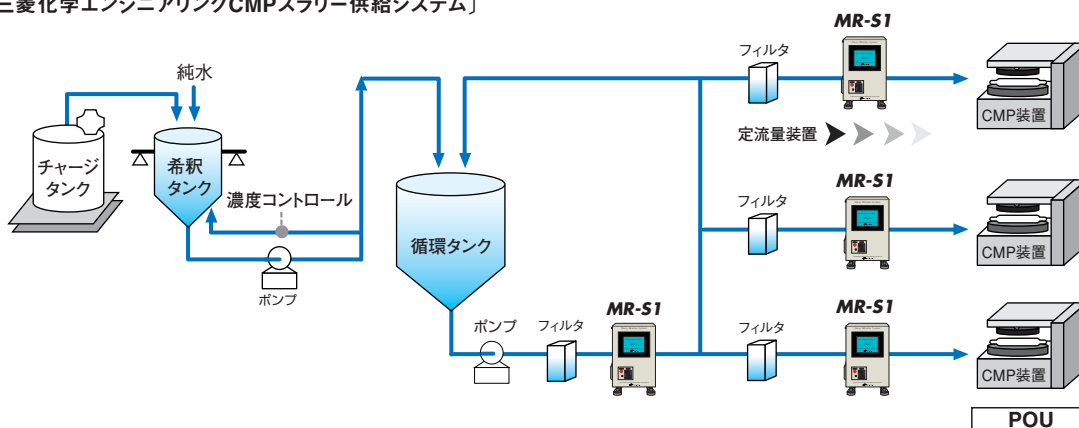 三菱化学エンジニアリングCMPスラリー供給システム」
MR-S1
フィルタ
純水
CMP装置
定流量装置
チャージ
タンク
希釈
タンク
濃度コントロール
MR-S1
フィルタ
循環タンク
CMP装置
ポンプ
MR-S1
ポンプ
フィルタ
フィルタ
MR-S1
CMP装置
POU